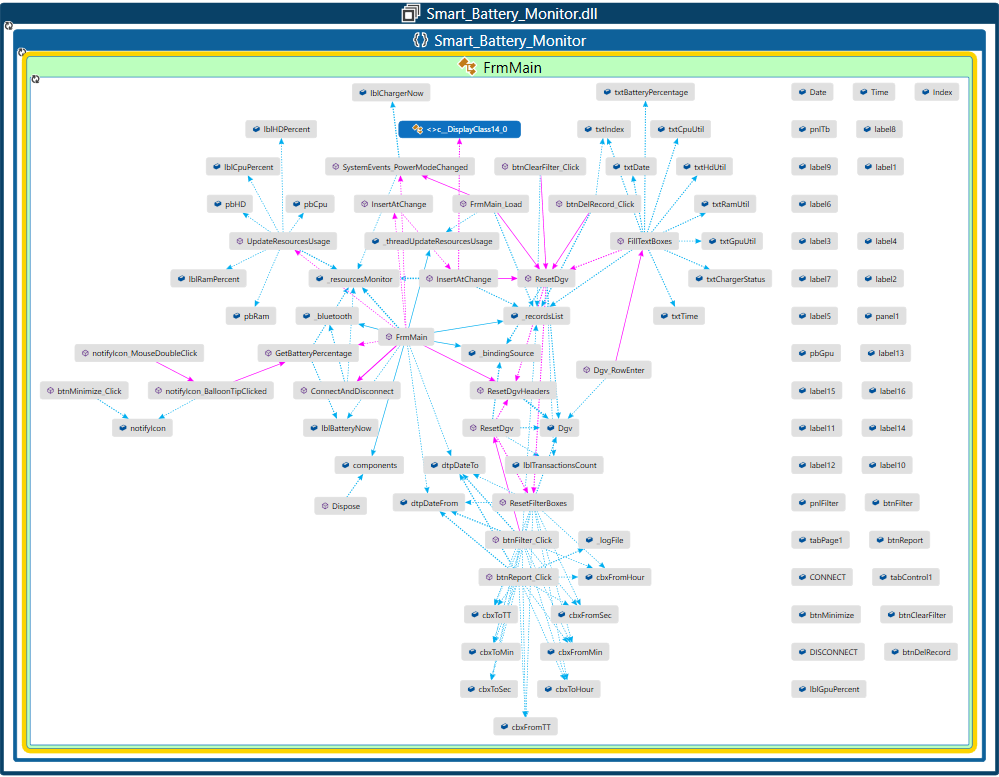 Smart_Battery_Monitor.dll
Smart_Battery_Monitor
FrmMain
lblChargerNow
txtBatteryPercentage
Date
Time
Index
lblHDPercent
<>c__DisplayClass14_0
txtIndex
txtCpuUtil
pnlTb
label8
lblCpuPercent
SystemEvents_PowerModeChanged
btnClearFilter_Click
txtDate
txtHdUtil
label9
label1
pbHD
pbCpu
InsertAtChange
FrmMain_Load
btnDelRecord_Click
txtRamUtil
label6
UpdateResourcesUsage
_threadUpdateResourcesUsage
FillTextBoxes
txtGpuUtil
label3
label4
lblRamPercent
_resourcesMonitor
InsertAtChange
ResetDgv
txtChargerStatus
label7
label2
pbRam
_bluetooth
_recordsList
txtTime
label5
panel1
FrmMain
notifyIcon_MouseDoubleClick
GetBatteryPercentage
_bindingSource
pbGpu
label13
Dgv_RowEnter
btnMinimize_Click
notifyIcon_BalloonTipClicked
ConnectAndDisconnect
ResetDgvHeaders
label15
label16
notifyIcon
lblBatteryNow
ResetDgv
Dgv
label11
label14
components
dtpDateTo
lblTransactionsCount
label12
label10
Dispose
dtpDateFrom
ResetFilterBoxes
pnlFilter
btnFilter
btnFilter_Click
_logFile
tabPage1
btnReport
btnReport_Click
cbxFromHour
CONNECT
tabControl1
cbxToTT
cbxFromSec
btnMinimize
btnClearFilter
cbxToMin
cbxFromMin
DISCONNECT
btnDelRecord
cbxToSec
cbxToHour
lblGpuPercent
cbxFromTT